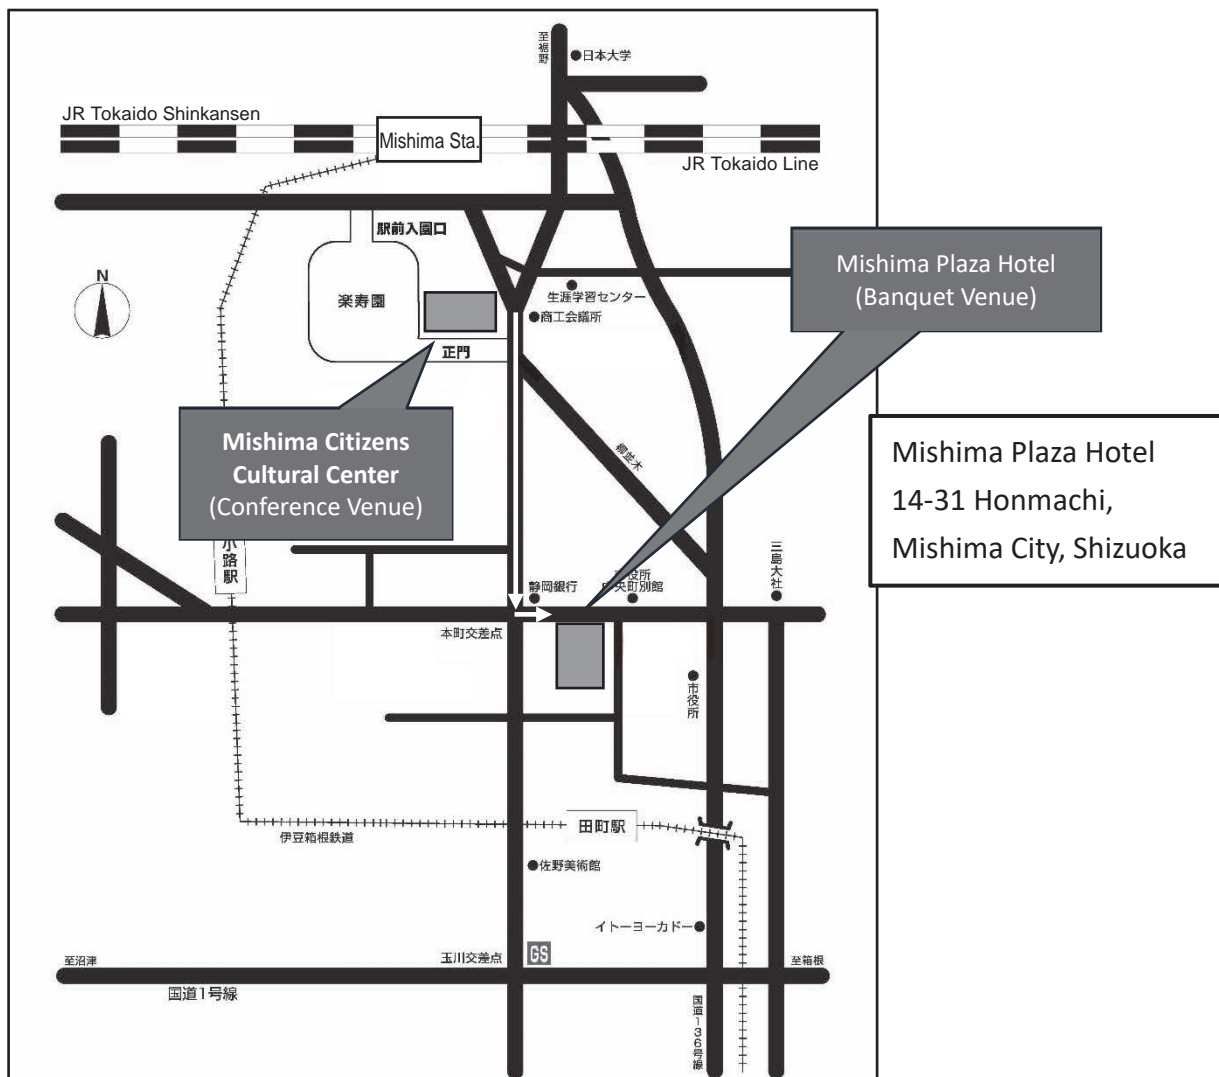 至裾野
日本大学
JR Tokaido Shinkansen
Mishima Sta.
JR Tokaido Line
駅前入園口
N
楽寿園
生涯学習センター
商工会議所
正門
Mishima Plaza Hotel
(Banquet Venue)
Mishima Citizens
Cultural Center
(Conference Venue)
柳並木
Mishima Plaza Hotel
14-31 Honmachi,
Mishima City, Shizuoka
小路駅
静岡銀行
役所
中央町別館
三島大社
本町交差点
市役所
田町駅
伊豆箱根鉄道
佐野美術館
イトーヨーカドー
至沼津
玉川交差点
GS
至箱根
国道1号線
国道136号線